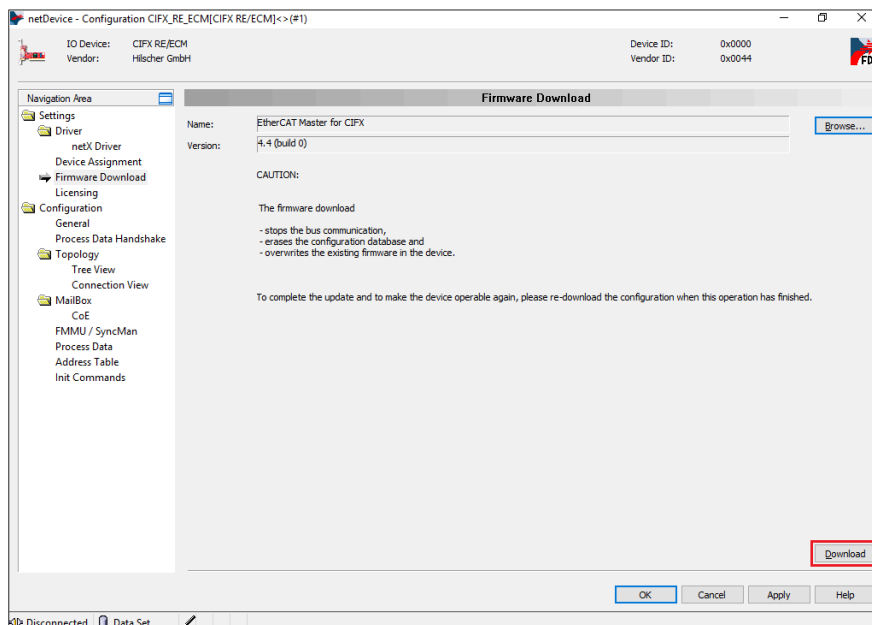 netDevice - Configuration CIFX_RE_ECM[CIFX RE/ECM]<>(#1)
IO Device: CIFX RE/ECM Device ID: 0x0000
Vendor: Hilscher GmbH Vendor ID: 0x0044
FD
Navigation Area
Settings
Driver
netX Driver
Device Assignment
Firmware Download
Licensing
Configuration
General
Process Data Handshake
Topology
Tree View
Connection View
MailBox
CoE
FMMU / SyncMan
Process Data
Address Table
Init Commands
Firmware Download
Name: EtherCAT Master for CIFX Browse...
Version: 4.4 (build 0)
CAUTION:
The firmware download
- stops the bus communication,
- erases the configuration database and
- overwrites the existing firmware in the device.
To complete the update and to make the device operable again, please re-download the configuration when this operation has finished.
Download
OK Cancel Apply Help
Disconnected Data Set